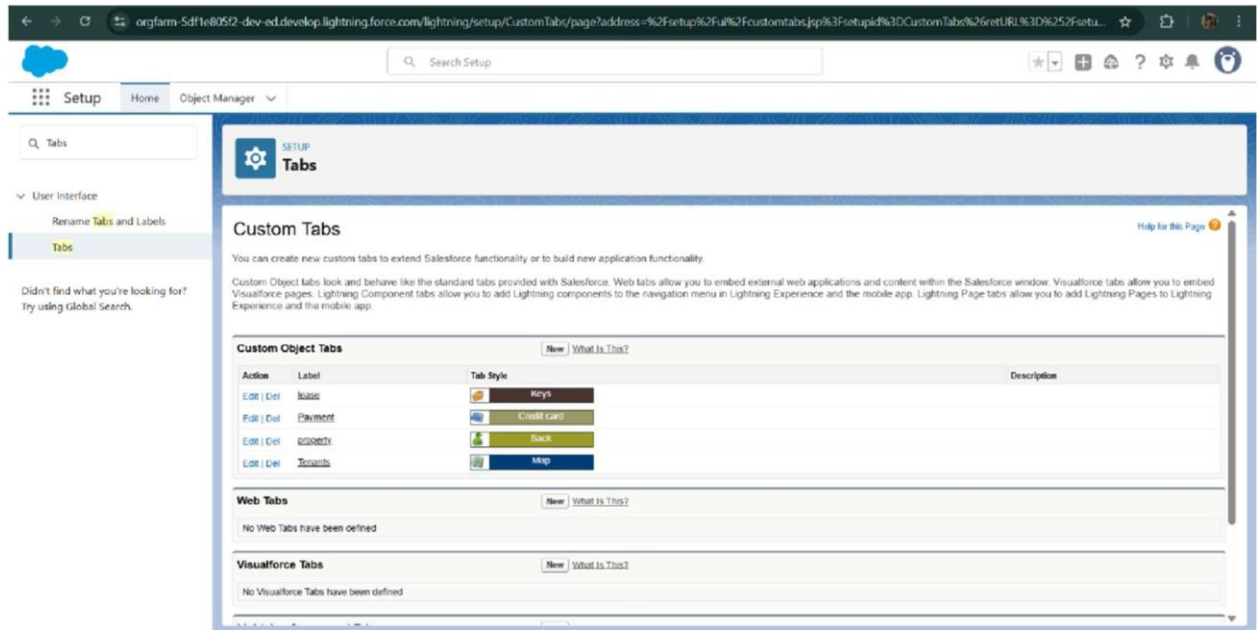 orgfarm-5df1e805f2-dev-ed.develop.lightning.force.com/lightning/setup/CustomTabs/page?address=%2Fsetup%2Fui%2Fcustomtabs.jsp%3Fsetupid%3DCustomTabs%26retURL%3D%252Fsetu...
Search Setup
Setup Home Object Manager
Tabs
SETUP
Tabs
User Interface
Rename Tabs and Labels
Tabs
Didn't find what you're looking for?
Try using Global Search.
Custom Tabs
Help for this Page
You can create new custom tabs to extend Salesforce functionality or to build new application functionality.
Custom Object tabs look and behave like the standard tabs provided with Salesforce. Web tabs allow you to embed external web applications and content within the Salesforce window. Visualforce tabs allow you to embed
Visualforce pages. Lightning Component tabs allow you to add Lightning components to the navigation menu in Lightning Experience and the mobile app. Lightning Page tabs allow you to add Lightning Pages to Lightning
Experience and the mobile app.
Custom Object Tabs New What Is This?
Action Label Tab Style Description
Edit | Del lease Keys
Edit | Del Payment Credit card
Edit | Del property Sack
Edit | Del Tenants Map
Web Tabs New What Is This?
No Web Tabs have been defined
Visualforce Tabs New What Is This?
No Visualforce Tabs have been defined